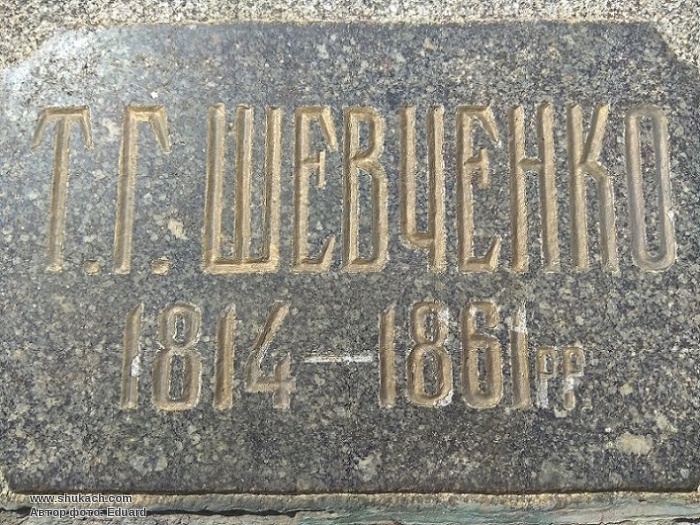 Т.Г.ШЕВЧЕНКО
1814—1861рр
www.shukach.com
Автор фото: Eduard